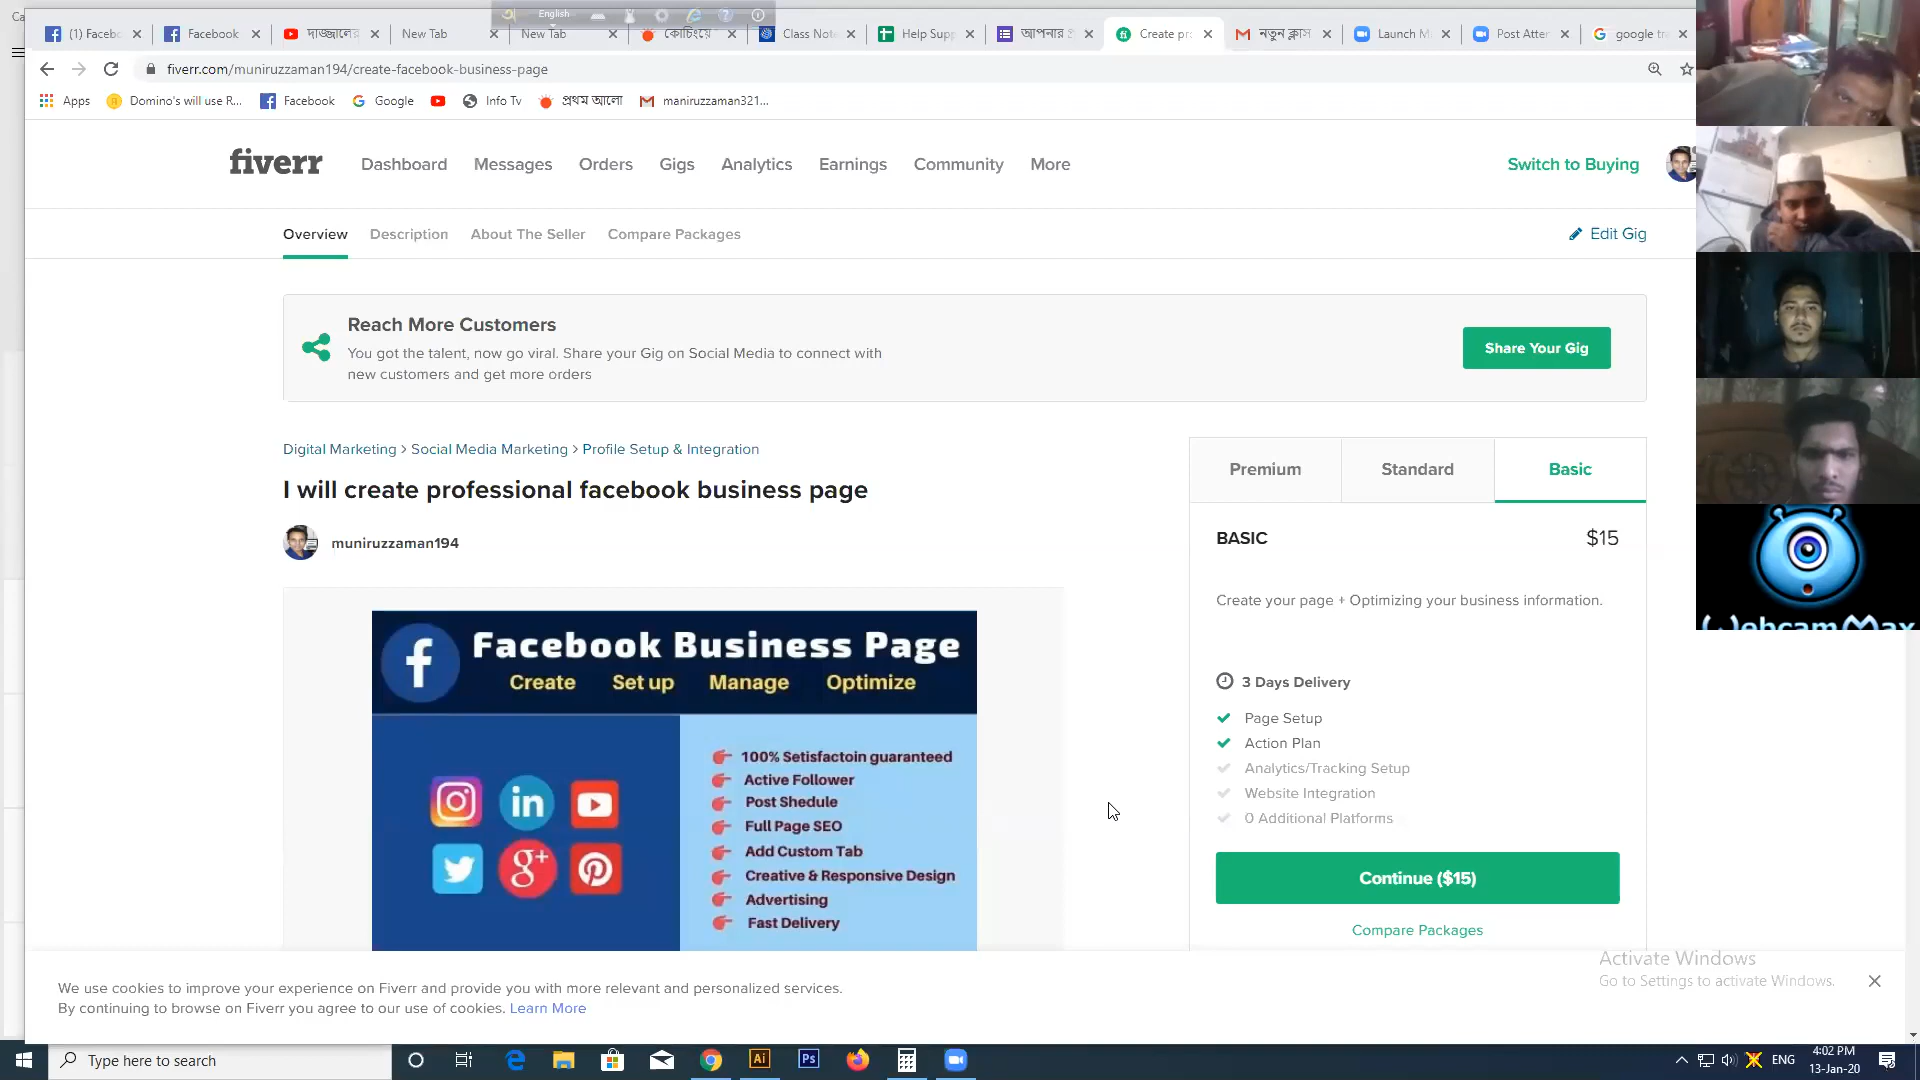 English
(1) Facebo
Facebook
দাজ্জালের
New Tab
New Tab
কোচিংয়ে
Class Not
Help Supp
আপনার প্র
Create pro
নতুন ক্লাস
Launch M
Post Atten
google tra
fiverr.com/muniruzzaman194/create-facebook-business-page
Apps
Domino's will use R...
Facebook
Google
Info Tv
প্রথম আলো
maniruzzaman321...
fiverr
Dashboard
Messages
Orders
Gigs
Analytics
Earnings
Community
More
Switch to Buying
Overview
Description
About The Seller
Compare Packages
Edit Gig
Reach More Customers
You got the talent, now go viral. Share your Gig on Social Media to connect with
new customers and get more orders
Share Your Gig
Digital Marketing > Social Media Marketing > Profile Setup & Integration
I will create professional facebook business page
muniruzzaman194
Premium
Standard
Basic
BASIC
$15
Create your page + Optimizing your business information.
3 Days Delivery
Page Setup
Action Plan
Analytics/Tracking Setup
Website Integration
0 Additional Platforms
Continue ($15)
Compare Packages
Facebook Business Page
Create Set up Manage Optimize
100% Setisfactoin guaranteed
Active Follower
Post Shedule
Full Page SEO
Add Custom Tab
Creative & Responsive Design
Advertising
Fast Delivery
WebcamMax
We use cookies to improve your experience on Fiverr and provide you with more relevant and personalized services.
By continuing to browse on Fiverr you agree to our use of cookies. Learn More
Activate Windows
Go to Settings to activate Windows.
Type here to search
Ai
Ps
ENG
4:02 PM
13-Jan-20